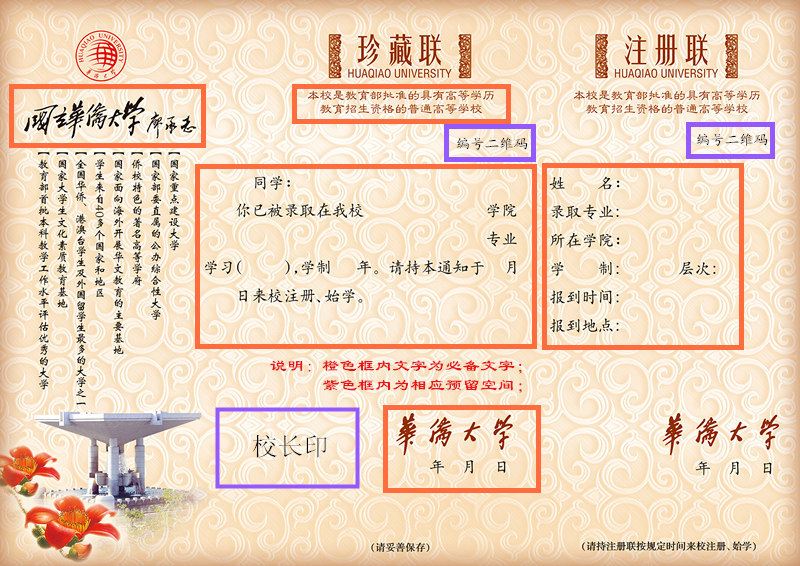 HUAQIAO UNIVERSITY
华侨大学
國立華僑大學 廖承志
【国家重点建设大学
【国家部委直属的公办综合性大学
【侨校特色的著名高等学府
【国家面向海外开展华文教育的主要基地
【学生来自40多个国家和地区
【全国华侨、港澳台学生及外国留学生最多的大学之一
【国家大学生文化素质教育基地
【教育部首批本科教学工作水平评估优秀的大学
珍藏联
HUAQIAO UNIVERSITY
本校是教育部批准的具有高等学历
教育招生资格的普通高等学校
编号二维码
同学：
你已被录取在我校 学院
专业
学习( ),学制 年。请持本通知于 月
日来校注册、始学。
说明：橙色框内文字为必备文字；
紫色框内为相应预留空间；
校长印
華僑大學
年 月 日
(请妥善保存)
注册联
HUAQIAO UNIVERSITY
本校是教育部批准的具有高等学历
教育招生资格的普通高等学校
编号二维码
姓 名：
录取专业：
所在学院：
学 制： 层次：
报到时间：
报到地点：
華僑大學
年 月 日
(请持注册联按规定时间来校注册、始学)